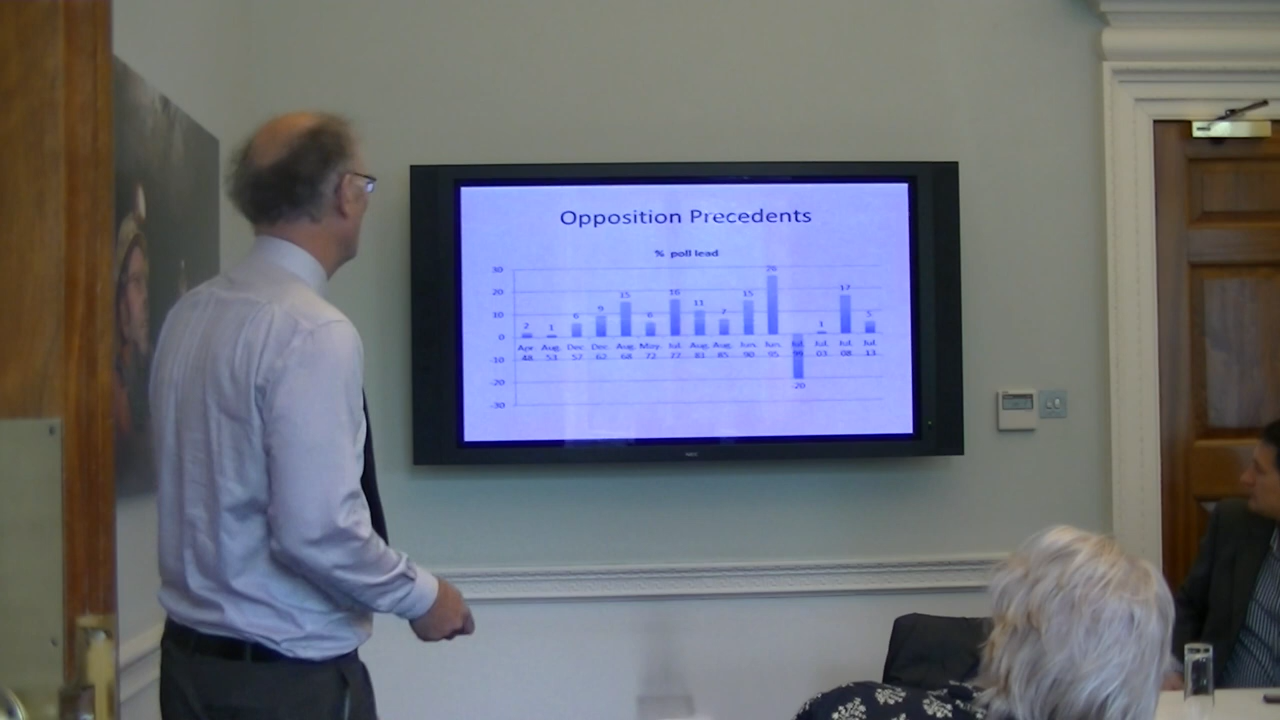 Opposition Precedents
% poll lead
30
20
10
0
-10
-20
-30
2 1 6 9 15 6 16 11 7 15 26 -20 1 17 5
Apr. Aug. Dec. Dec. Aug. May. Jul. Aug. Aug. Jun. Jun. Jul. Jul. Jul. Jul.
48 53 57 62 68 72 77 81 85 90 95 99 03 08 13
NEC